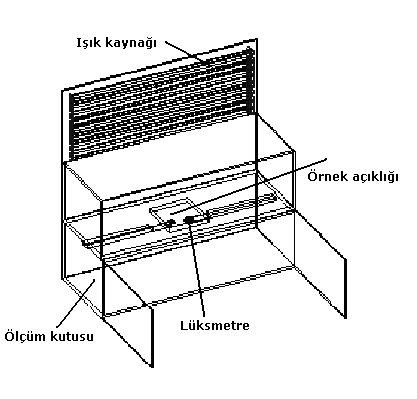 Işık kaynağı
Örnek açıklığı
Lüksmetre
Ölçüm kutusu